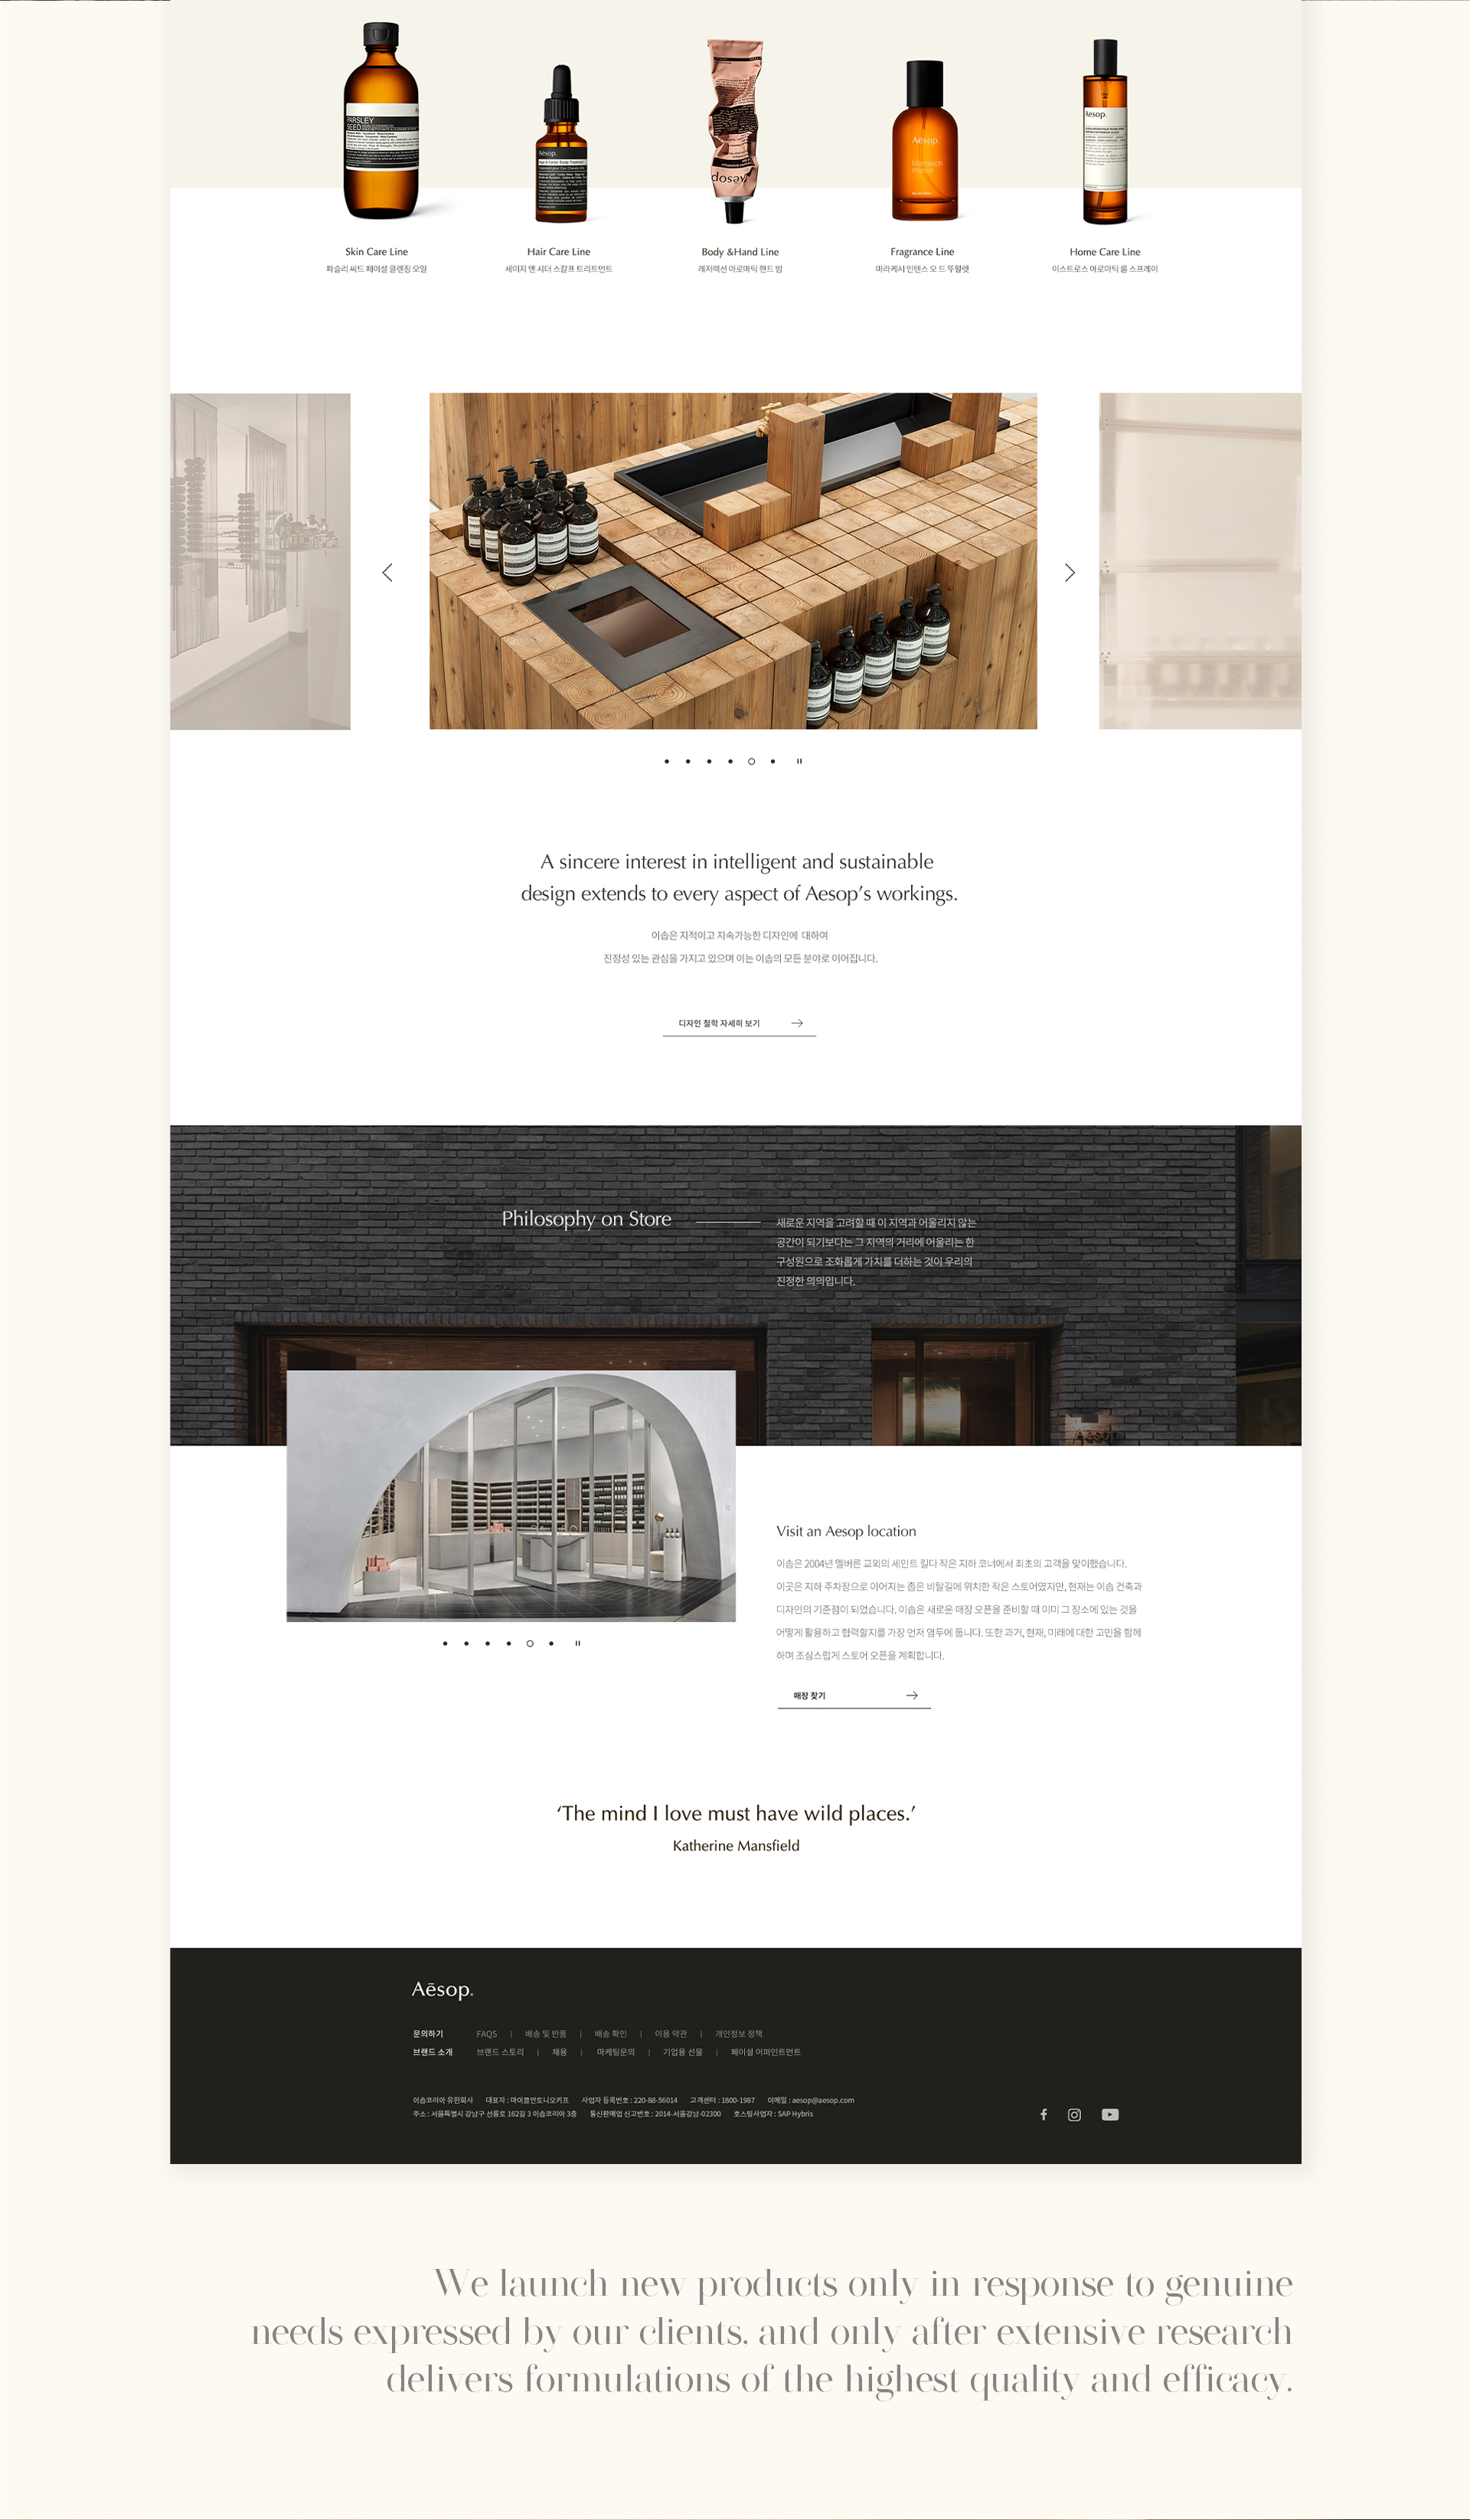 PARSLEY
SEED
Aesop.
Aesop
Marrakech
Intense
Aesop.
Skin Care Line
Hair Care Line
Body &Hand Line
Fragrance Line
Home Care Line
파슬리 씨드 페이셜 클렌징 오일
세이지 앤 시더 스칼프 트리트먼트
레저렉션 아로마틱 핸드 밤
마라케시 인텐스 오 드 뚜왈렛
이스트로스 아로마틱 룸 스프레이
A sincere interest in intelligent and sustainable
design extends to every aspect of Aesop’s workings.
이솝은 지적이고 지속가능한 디자인에 대하여
진정성 있는 관심을 가지고 있으며 이는 이솝의 모든 분야로 이어집니다.
디자인 철학 자세히 보기
Philosophy on Store
새로운 지역을 고려할 때 이 지역과 어울리지 않는
공간이 되기보다는 그 지역의 거리에 어울리는 한
구성원으로 조화롭게 가치를 더하는 것이 우리의
진정한 의의입니다.
Aesop
Visit an Aesop location
이솝은 2004년 멜버른 교외의 세인트 킬다 작은 지하 코너에서 최초의 고객을 맞이했습니다.
이곳은 지하 주차장으로 이어지는 좁은 비탈길에 위치한 작은 스토어였지만, 현재는 이솝 건축과
디자인의 기준점이 되었습니다. 이솝은 새로운 매장 오픈을 준비할 때 이미 그 장소에 있는 것을
어떻게 활용하고 협력할지를 가장 먼저 염두에 둡니다. 또한 과거, 현재, 미래에 대한 고민을 함께
하며 조심스럽게 스토어 오픈을 계획합니다.
매장 찾기
‘The mind I love must have wild places.’
Katherine Mansfield
Aēsop.
문의하기 FAQS | 배송 및 반품 | 배송 확인 | 이용 약관 | 개인정보 정책
브랜드 소개 브랜드 스토리 | 채용 | 마케팅문의 | 기업용 선물 | 페이셜 어퍼인트먼트
이솝코리아 유한회사 대표자 : 마이클안토니오키프 사업자 등록번호 : 220-88-56014 고객센터 : 1800-1987 이메일 : aesop@aesop.com
주소 : 서울특별시 강남구 선릉로 162길 3 이솝코리아 3층 통신판매업 신고번호 : 2014-서울강남-02300 호스팅사업자 : SAP Hybris
We launch new products only in response to genuine
needs expressed by our clients, and only after extensive research
delivers formulations of the highest quality and efficacy.